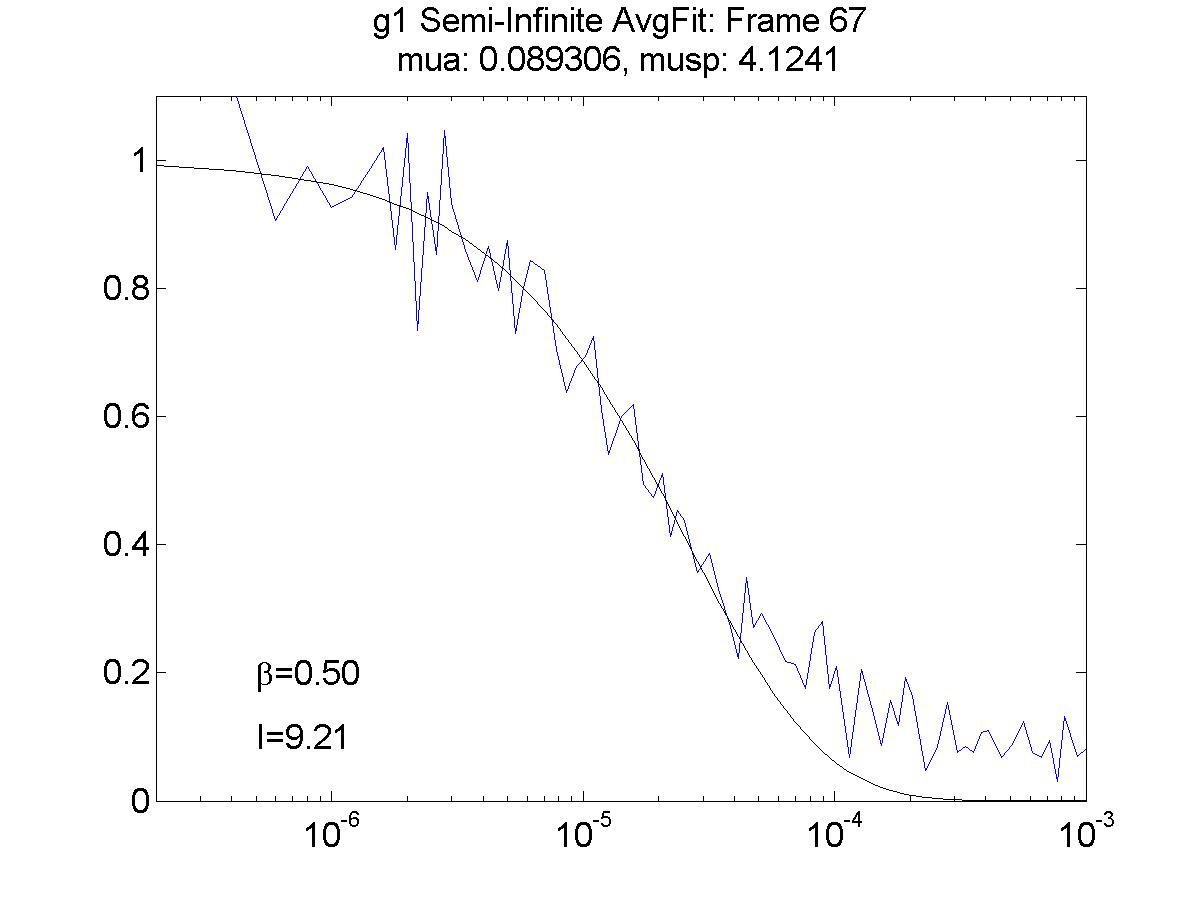 g1 Semi-Infinite AvgFit: Frame 67
mua: 0.089306, musp: 4.1241
1
0.8
0.6
0.4
0.2
0
β=0.50
I=9.21
10^-6
10^-5
10^-4
10^-3